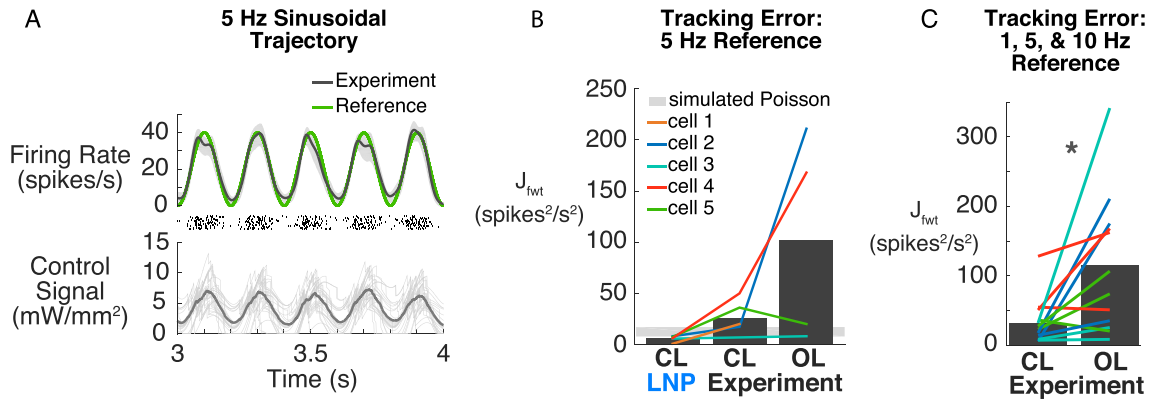 A
5 Hz Sinusoidal
Trajectory
Experiment
Reference
Firing Rate
(spikes/s)
40
20
0
Control
Signal
(mW/mm²)
15
10
5
0
3
3.5
4
Time (s)
B
Tracking Error:
5 Hz Reference
J_fwt
(spikes²/s²)
250
200
150
100
50
0
simulated Poisson
cell 1
cell 2
cell 3
cell 4
cell 5
CL CL OL
LNP Experiment
C
Tracking Error:
1, 5, & 10 Hz
Reference
J_fwt
(spikes²/s²)
300
200
100
0
*
CL OL
Experiment